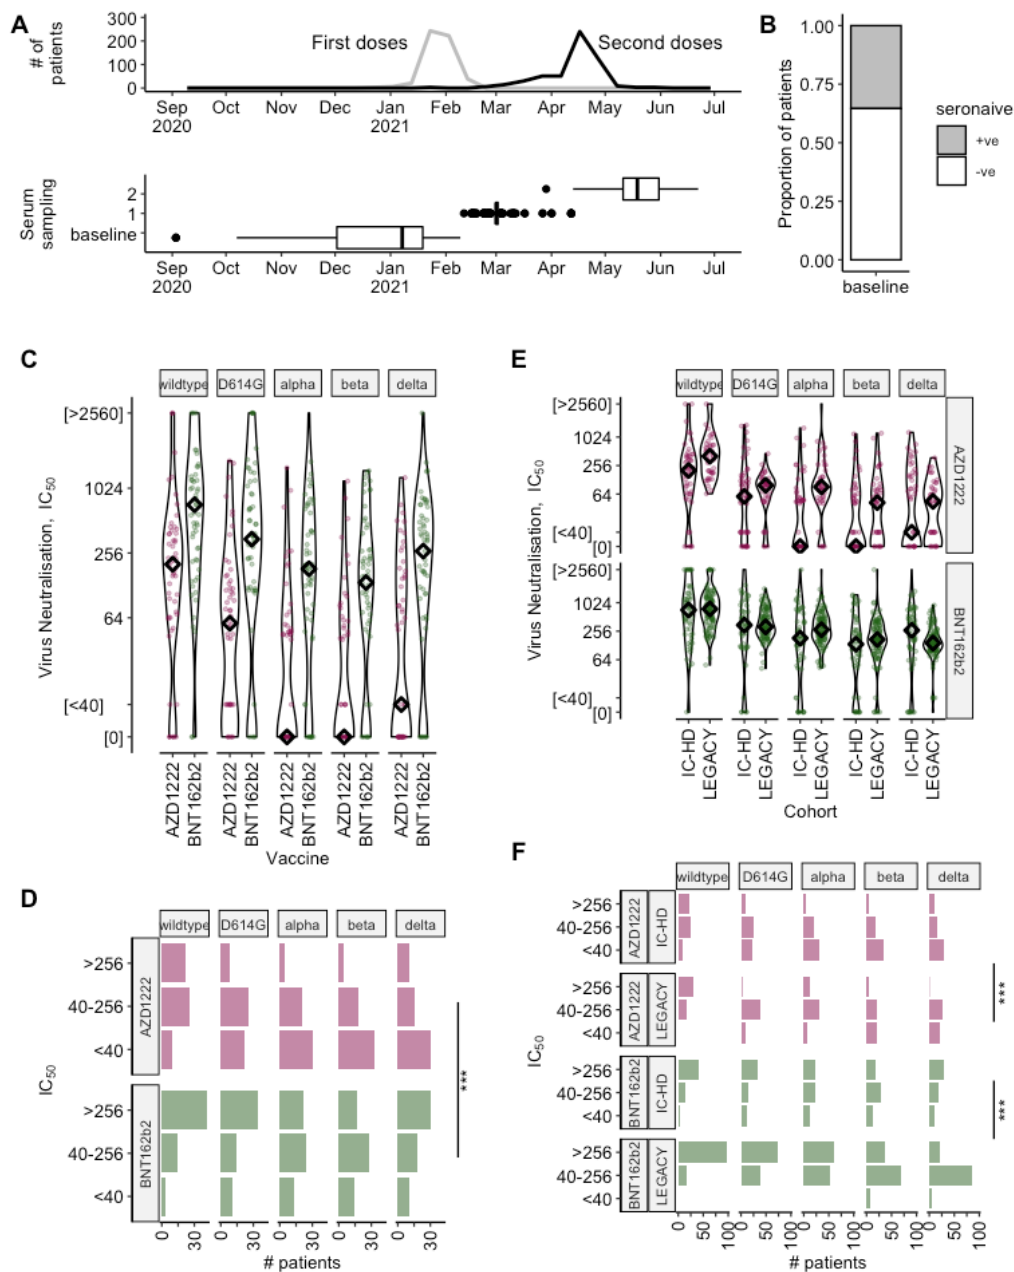 A
# of
patients
300
200
100
0
First doses
Second doses
Sep
2020
Oct
Nov
Dec
Jan
2021
Feb
Mar
Apr
May
Jun
Jul
Serum
sampling
2
1
baseline
Sep
2020
Oct
Nov
Dec
Jan
2021
Feb
Mar
Apr
May
Jun
Jul
B
Proportion of patients
1.00
0.75
0.50
0.25
0.00
baseline
seronaive
+ve
-ve
C
wildtype D614G alpha beta delta
Virus Neutralisation, IC50
[>2560]
1024
256
64
[<40]
[0]
AZD1222 BNT162b2 AZD1222 BNT162b2 AZD1222 BNT162b2 AZD1222 BNT162b2 AZD1222 BNT162b2
Vaccine
E
wildtype D614G alpha beta delta
Virus Neutralisation, IC50
[>2560]
1024
256
64
[<40]
[0]
AZD1222
[>2560]
1024
256
64
[<40]
[0]
BNT162b2
IC-HD LEGACY IC-HD LEGACY IC-HD LEGACY IC-HD LEGACY IC-HD LEGACY
Cohort
D
wildtype D614G alpha beta delta
IC50
AZD1222
>256
40-256
<40
BNT162b2
>256
40-256
<40
***
0 30 0 30 0 30 0 30 0 30
# patients
F
wildtype D614G alpha beta delta
IC50
>256
40-256
<40
AZD1222 IC-HD
>256
40-256
<40
AZD1222 LEGACY
***
>256
40-256
<40
BNT162b2 IC-HD
***
>256
40-256
<40
BNT162b2 LEGACY
0 50 100 0 50 100 0 50 100 0 50 100 0 50 100
# patients